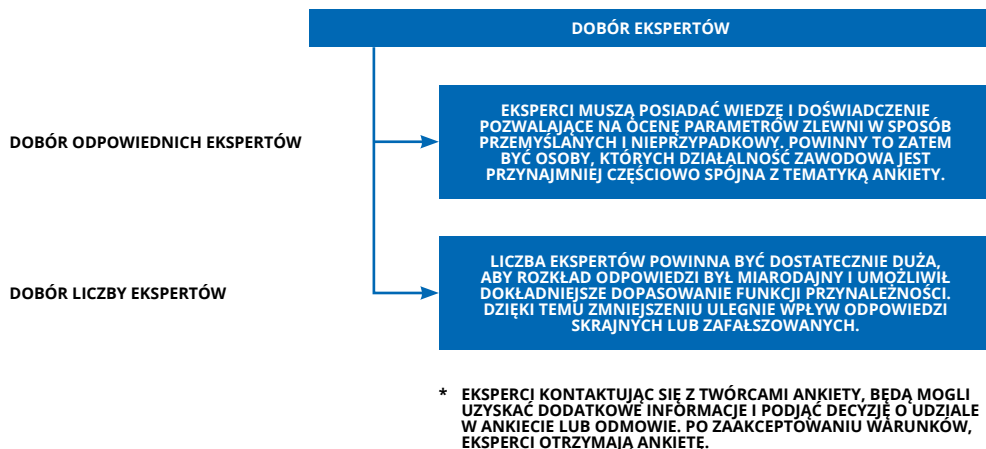 DOBÓR EKSPERTÓW
DOBÓR ODPOWIEDNICH EKSPERTÓW
EKSPERCI MUSZĄ POSIADAĆ WIEDZĘ I DOŚWIADCZENIE
POZWALAJĄCE NA OCENĘ PARAMETRÓW ZLEWNI W SPOSÓB
PRZEMYŚLANYCH I NIEPRZYPADKOWY. POWINNY TO ZATEM
BYĆ OSOBY, KTÓRYCH DZIAŁALNOŚĆ ZAWODOWA JEST
PRZYNAJMNIEJ CZĘŚCIOWO SPÓJNA Z TEMATYKĄ ANKIETY.
DOBÓR LICZBY EKSPERTÓW
LICZBA EKSPERTÓW POWINNA BYĆ DOSTATECZNIE DUŻA,
ABY ROZKŁAD ODPOWIEDZI BYŁ MIARODAJNY I UMOŻLIWIŁ
DOKŁADNIEJSZE DOPASOWANIE FUNKCJI PRZYNALEŻNOŚCI.
DZIĘKI TEMU ZMNIEJSZENIU ULEGNIE WPŁYW ODPOWIEDZI
SKRAJNYCH LUB ZAFAŁSZOWANYCH.
* EKSPERCI KONTAKTUJĄC SIĘ Z TWÓRCAMI ANKIETY, BĘDĄ MOGLI
UZYSKAĆ DODATKOWE INFORMACJE I PODJĄĆ DECYZJĘ O UDZIALE
W ANKIECIE LUB ODMOWIE. PO ZAAKCEPTOWANIU WARUNKÓW,
EKSPERCI OTRZYMAJĄ ANKIETĘ.